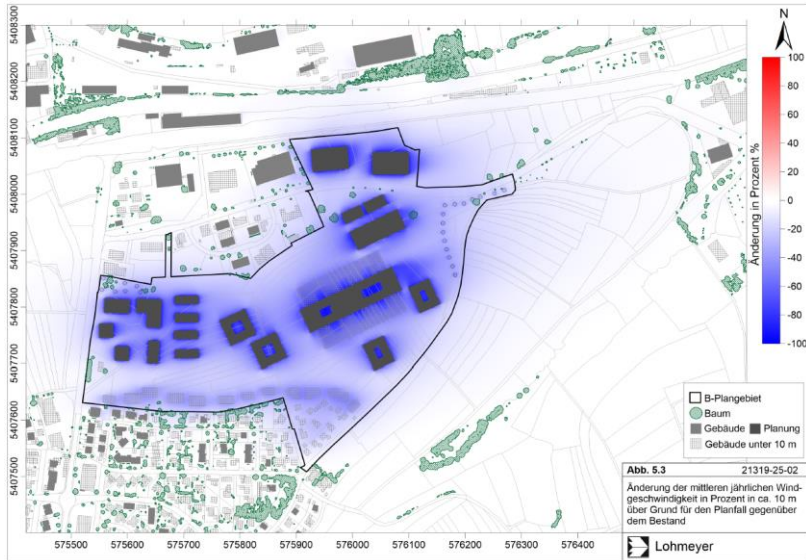 5408300
5408200
5408100
5408000
5407900
5407800
5407700
5407600
5407500
575500 575600 575700 575800 575900 576000 576100 576200 576300 576400
N
100
80
60
40
20
0
-20
-40
-60
-80
-100
Änderung in Prozent %
B-Plangebiet
Baum
Gebäude Planung
Gebäude unter 10 m
Abb. 5.3 21319-25-02
Änderung der mittleren jährlichen Wind-
geschwindigkeit in Prozent in ca. 10 m
über Grund für den Planfall gegenüber
dem Bestand
Lohmeyer